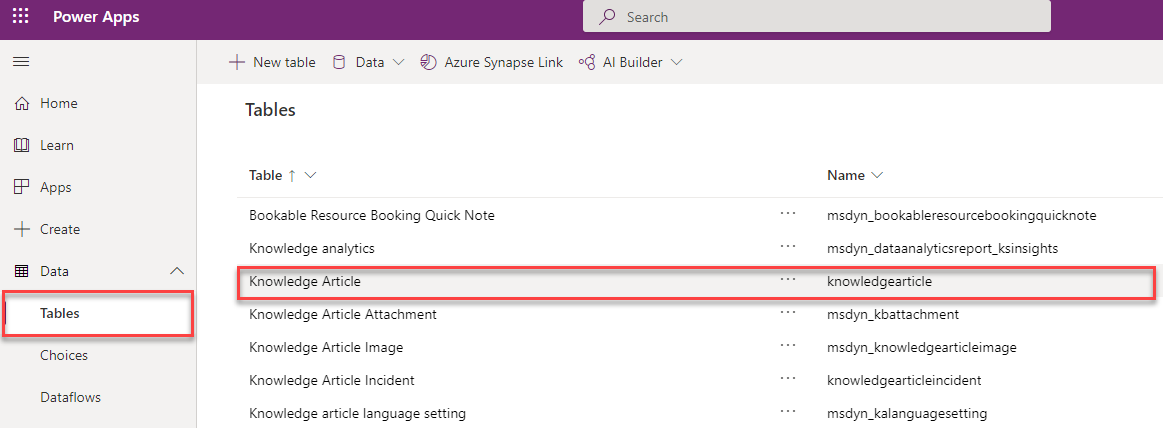 Power Apps
Search
New table Data Azure Synapse Link AI Builder
Home
Learn
Apps
Create
Data
Tables
Choices
Dataflows
Tables
Table ↑ Name
Bookable Resource Booking Quick Note ... msdyn_bookableresourcebookingquicknote
Knowledge analytics ... msdyn_dataanalyticsreport_ksinsights
Knowledge Article ... knowledgearticle
Knowledge Article Attachment ... msdyn_kbattachment
Knowledge Article Image ... msdyn_knowledgearticleimage
Knowledge Article Incident ... knowledgearticleincident
Knowledge article language setting ... msdyn_kalanguagesetting